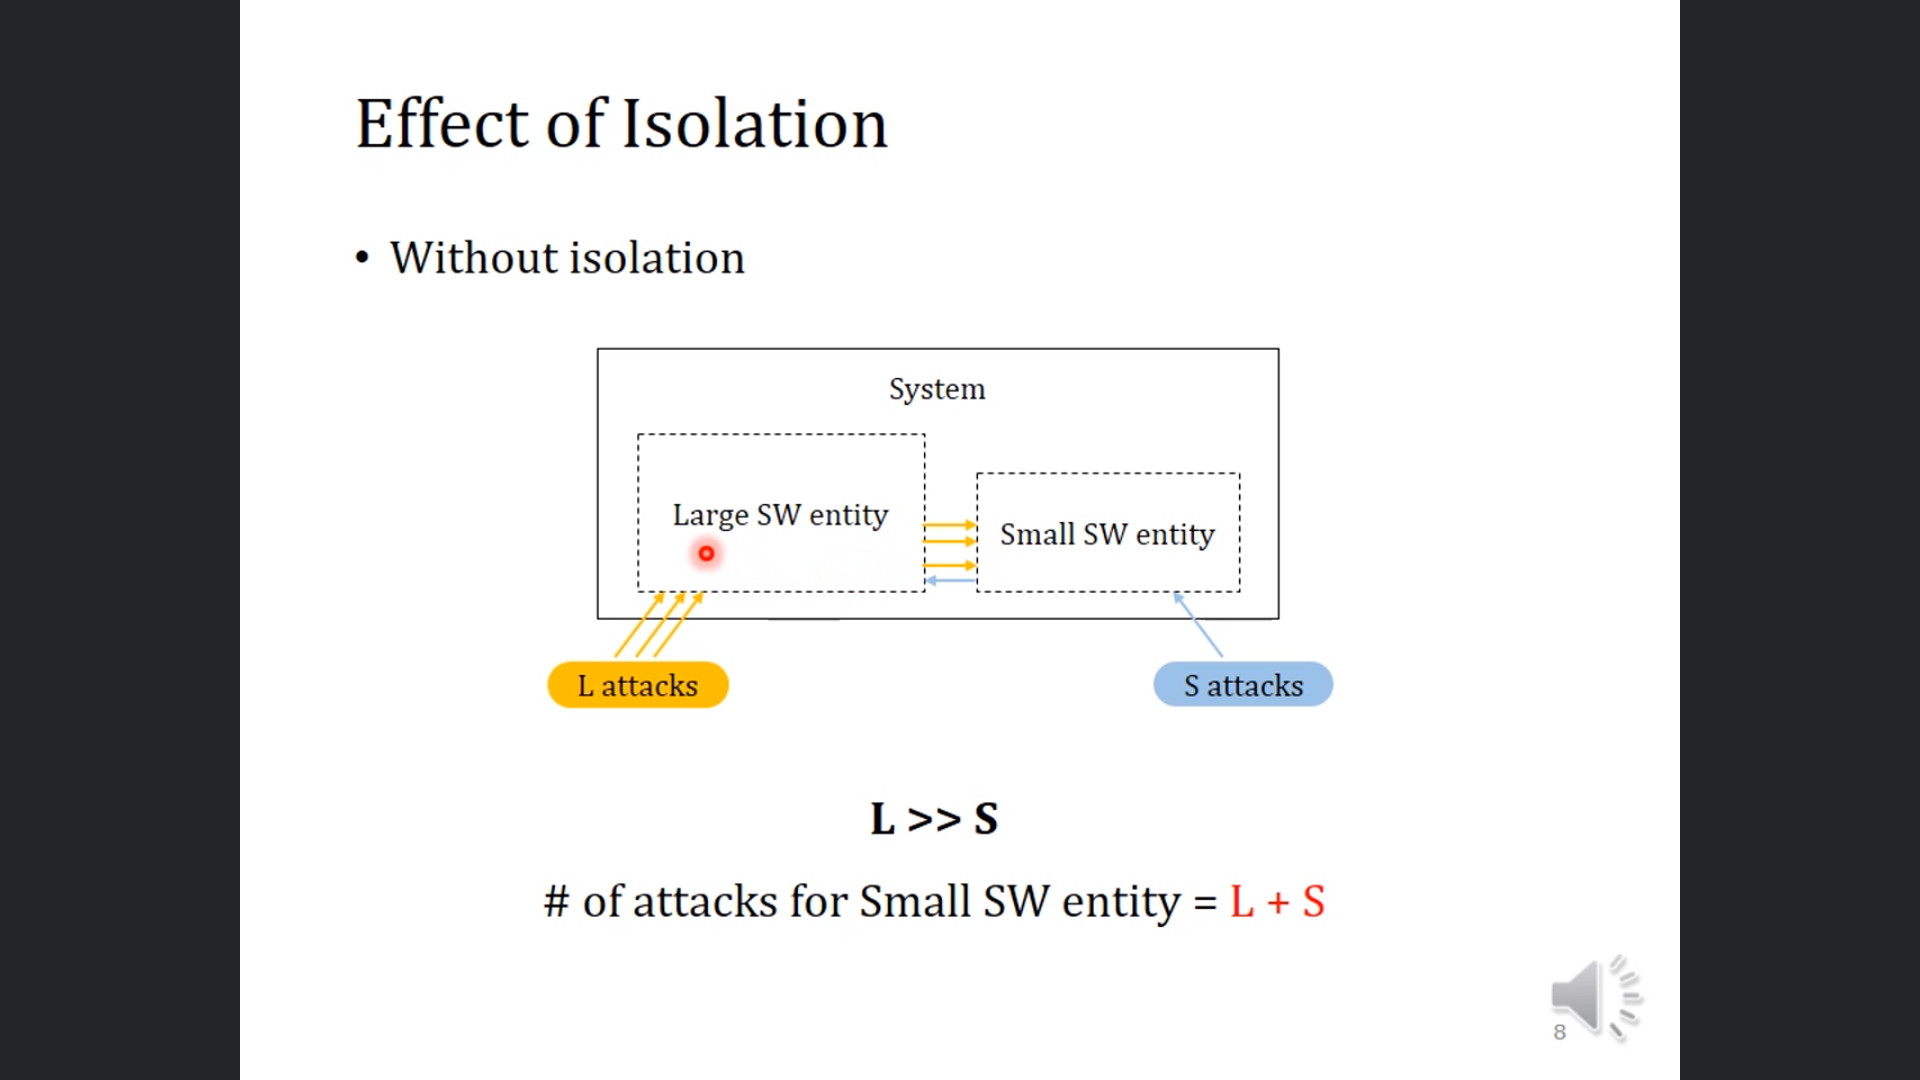 Effect of Isolation
• Without isolation
System
Large SW entity
Small SW entity
L attacks
S attacks
L >> S
# of attacks for Small SW entity = L + S
8